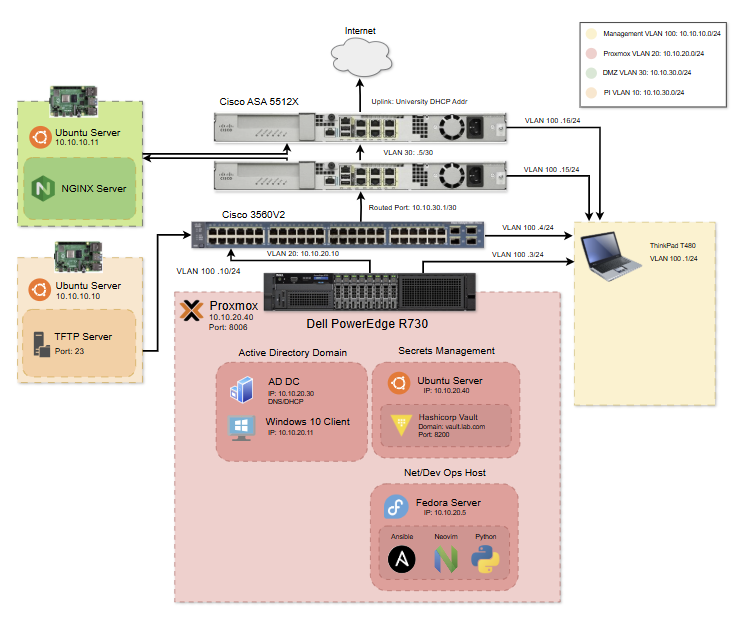 Internet
Management VLAN 100: 10.10.10.0/24
Proxmox VLAN 20: 10.10.20.0/24
DMZ VLAN 30: 10.10.30.0/24
PI VLAN 10: 10.10.30.0/24
Cisco ASA 5512X
Uplink: University DHCP Addr
VLAN 100 .16/24
Ubuntu Server
10.10.10.11
NGINX Server
VLAN 30: .5/30
VLAN 100 .15/24
Routed Port: 10.10.30.1/30
Cisco 3560V2
VLAN 100 .4/24
VLAN 20: 10.10.20.10
VLAN 100 .3/24
VLAN 100 .10/24
ThinkPad T480
VLAN 100 .1/24
Ubuntu Server
10.10.10.10
TFTP Server
Port: 23
Proxmox
10.10.20.40
Port: 8006
Dell PowerEdge R730
Active Directory Domain
AD DC
IP: 10.10.20.30
DNS/DHCP
Windows 10 Client
IP: 10.10.20.11
Secrets Management
Ubuntu Server
IP: 10.10.20.40
Hashicorp Vault
Domain: vault.lab.com
Port: 8200
Net/Dev Ops Host
Fedora Server
IP: 10.10.20.5
Ansible
Neovim
Python